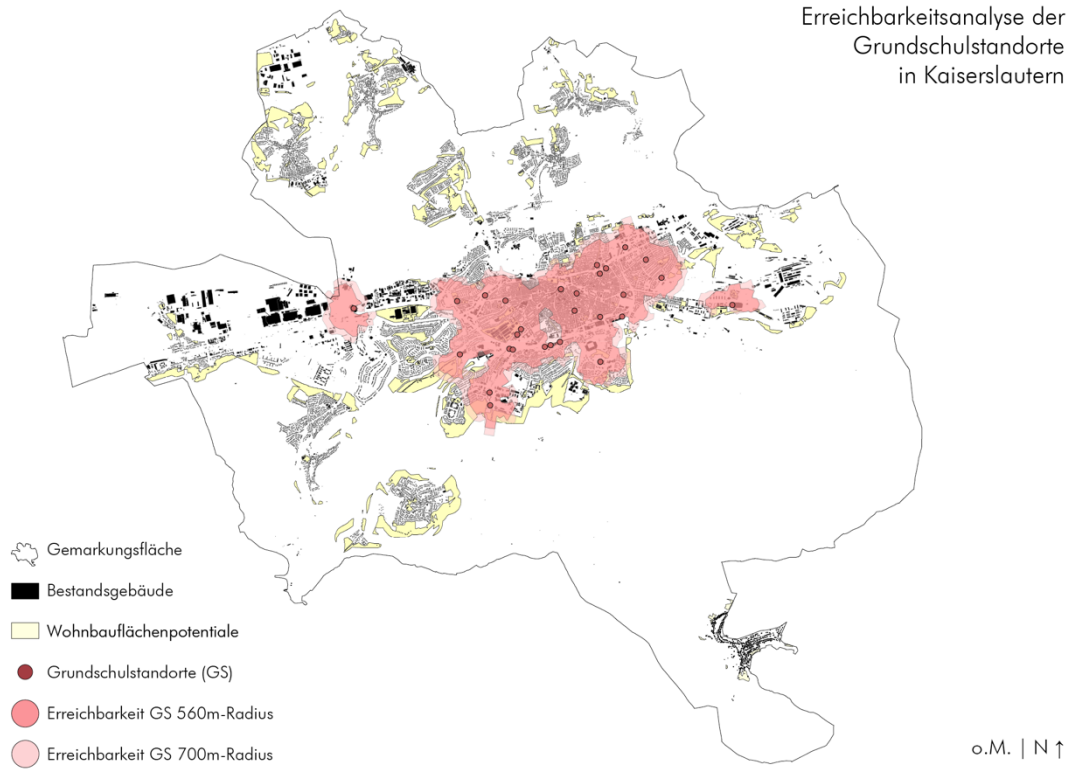 Erreichbarkeitsanalyse der
Grundschulstandorte
in Kaiserslautern
Gemarkungsfläche
Bestandsgebäude
Wohnbauflächenpotentiale
Grundschulstandorte (GS)
Erreichbarkeit GS 560m-Radius
Erreichbarkeit GS 700m-Radius
o.M. | N ↑